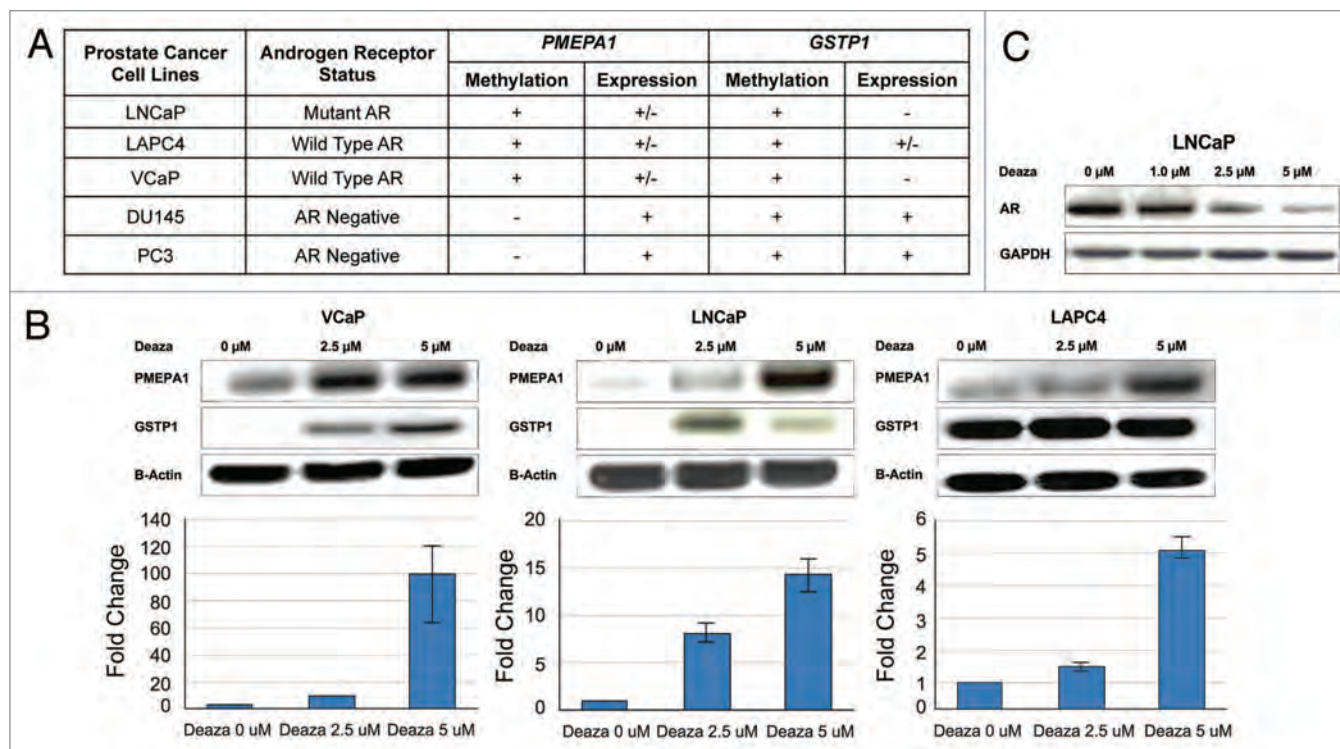 A
Prostate Cancer Cell Lines Androgen Receptor Status PMEPA1 GSTP1
Methylation Expression Methylation Expression
LNCaP Mutant AR + +/- + -
LAPC4 Wild Type AR + +/- + +/-
VCaP Wild Type AR + +/- + -
DU145 AR Negative - + + +
PC3 AR Negative - + + +
C
LNCaP
Deaza 0 µM 1.0 µM 2.5 µM 5 µM
AR
GAPDH
B
VCaP
Deaza 0 µM 2.5 µM 5 µM
PMEPA1
GSTP1
B-Actin
Fold Change
140
120
100
80
60
40
20
0
Deaza 0 uM Deaza 2.5 uM Deaza 5 uM
LNCaP
Deaza 0 µM 2.5 µM 5 µM
PMEPA1
GSTP1
B-Actin
Fold Change
20
15
10
5
0
Deaza 0 uM Deaza 2.5 uM Deaza 5 uM
LAPC4
Deaza 0 µM 2.5 µM 5 µM
PMEPA1
GSTP1
B-Actin
Fold Change
6
5
4
3
2
1
0
Deaza 0 uM Deaza 2.5 uM Deaza 5 uM